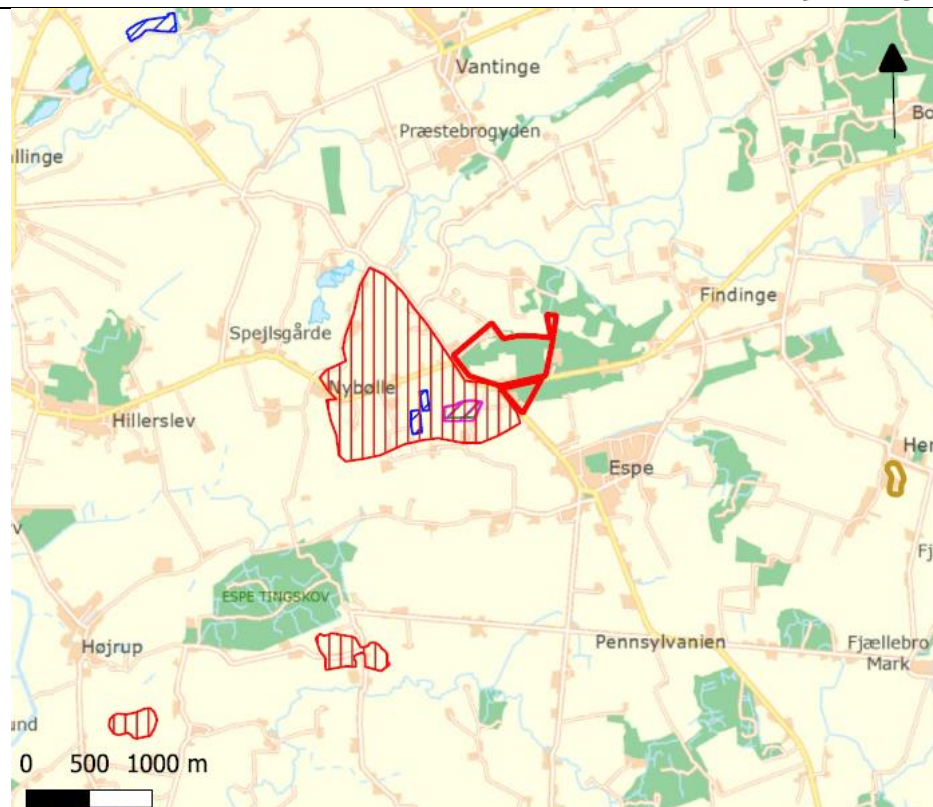 Vantinge
Præstebrogyden
Bo
llinge
Findinge
Spejlsgårde
Nybølle
Hillerslev
Espe
Her
Fj
ESPE TINGSKOV
Højrup
Pennsylvanien
Fjællebro
Mark
und
0 500 1000 m